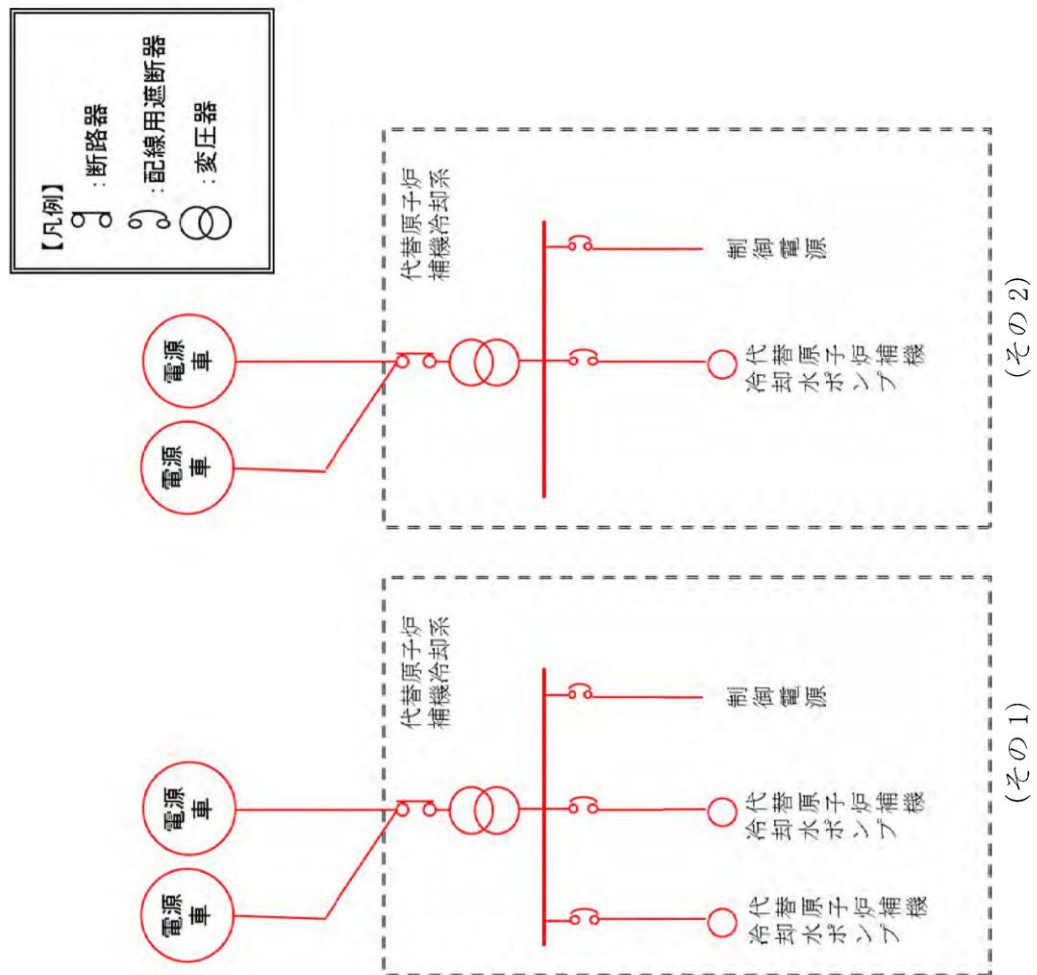 【凡例】
：断路器
：配線用遮断器
：変圧器
電源
車
電源
車
代替原子炉
補機冷却系
代替原子炉補機
冷却水ポンプ
代替原子炉補機
冷却水ポンプ
制御電源
(その1)
電源
車
電源
車
代替原子炉
補機冷却系
代替原子炉補機
冷却水ポンプ
制御電源
(その2)